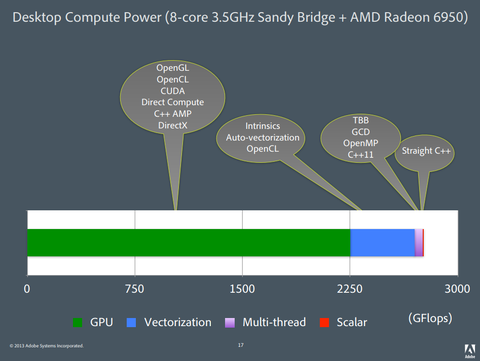 Desktop Compute Power (8-core 3.5GHz Sandy Bridge + AMD Radeon 6950)
OpenGL
OpenCL
CUDA
Direct Compute
C++ AMP
DirectX
Intrinsics
Auto-vectorization
OpenCL
TBB
GCD
OpenMP
C++11
Straight C++
0
750
1500
2250
3000
GPU
Vectorization
Multi-thread
Scalar
(GFlops)
© 2013 Adobe Systems Incorporated
17
Adobe